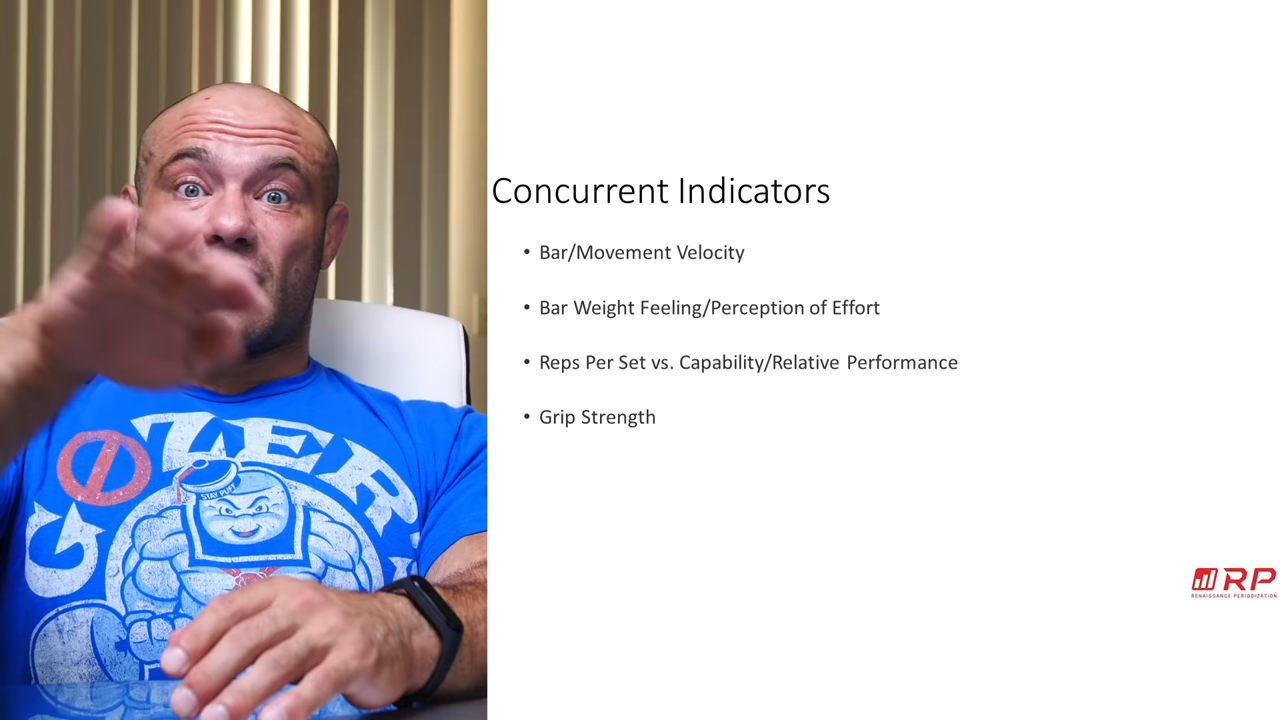 GOZER
STAY PUFT
Concurrent Indicators
• Bar/Movement Velocity
• Bar Weight Feeling/Perception of Effort
• Reps Per Set vs. Capability/Relative Performance
• Grip Strength
RP
RENAISSANCE PERIODIZATION